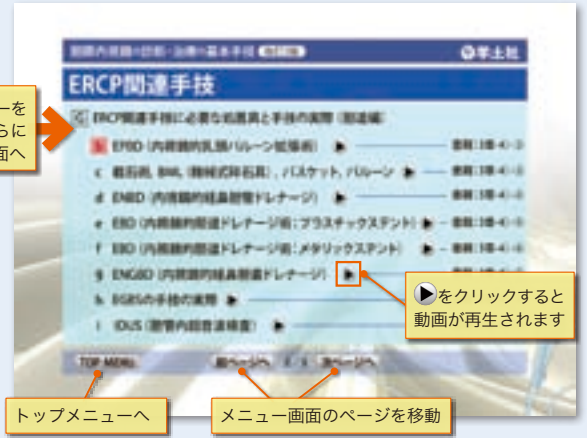 胆膵内視鏡の診断・治療の基本手技 改訂版 羊土社
ERCP関連手技
ーを
らに
面へ
C ERCP関連手技に必要な処置具と手技の実際（胆道編）
b EPBD（内視鏡的乳頭バルーン拡張術） ▶
c 截石術, BML（機械式砕石具）, バスケット, バルーン ▶
d ENBD（内視鏡的経鼻胆管ドレナージ） ▶
e EBD（内視鏡的胆道ドレナージ術：プラスチックステント） ▶
f EBD（内視鏡的胆道ドレナージ術：メタリックステント） ▶
g ENGBD（内視鏡的経鼻胆嚢ドレナージ） ▶
h EGBSの手技の実際 ▶
i IDUS（胆管内超音波検査） ▶
▶をクリックすると
動画が再生されます
TOP MENU 前ページへ 次ページへ
トップメニューへ
メニュー画面のページを移動